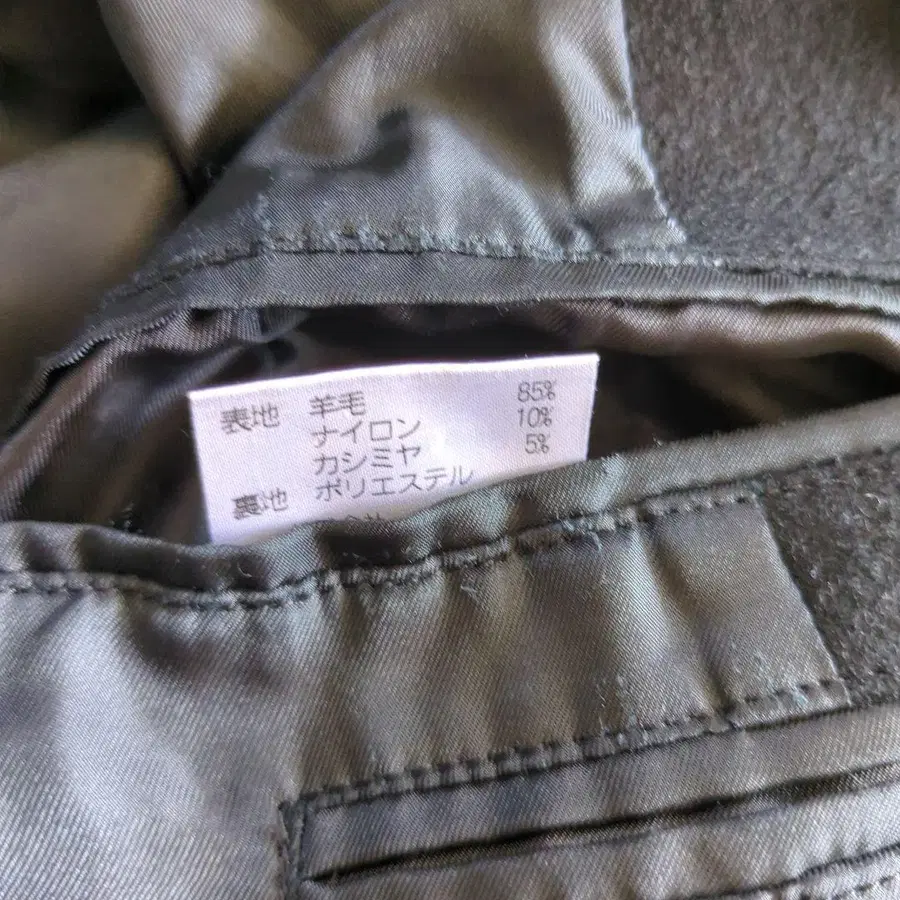 表地 羊毛 85%
ナイロン 10%
カシミヤ 5%
裏地 ポリエステル